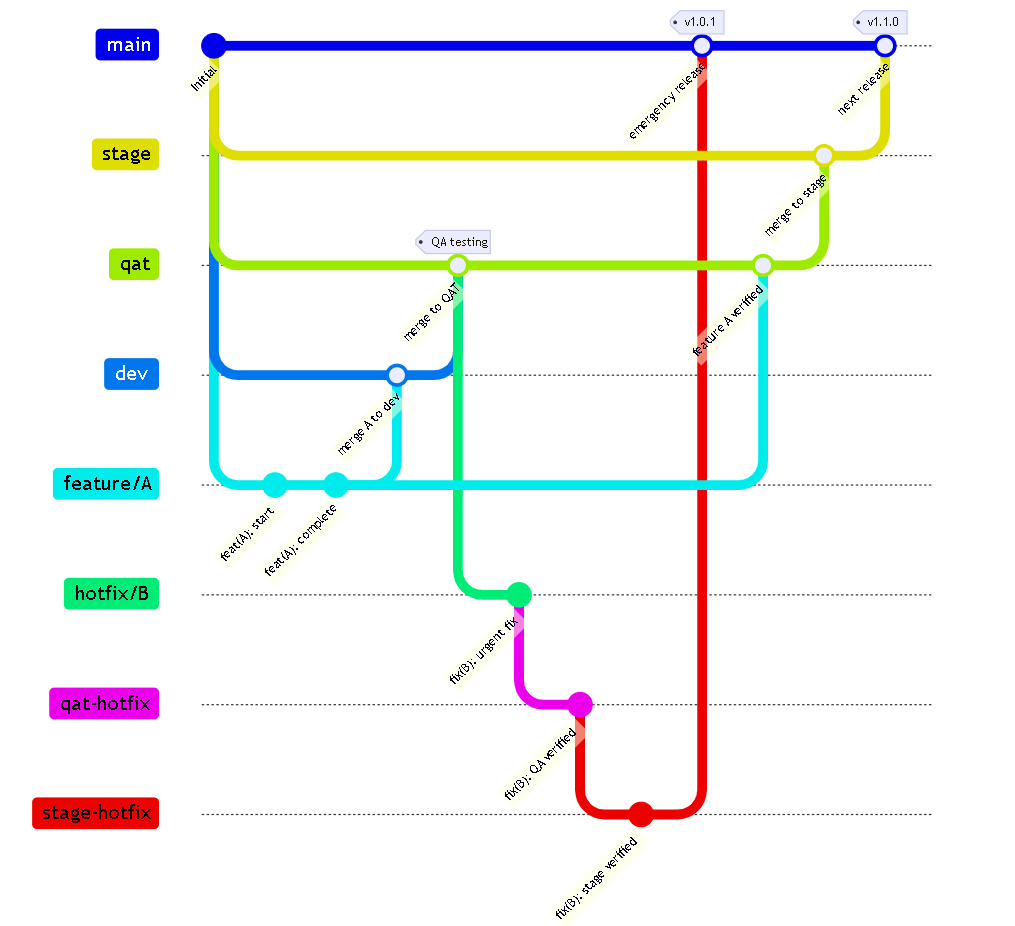 v1.0.1
v1.1.0
main
Initial
emergency release
next release
stage
merge to stage
QA testing
qat
merge to QAT
feature A verified
dev
merge A to dev
feature/A
feat(A): start
feat(A): complete
hotfix/B
fix(B): urgent fix
qat-hotfix
fix(B): QA verified
stage-hotfix
fix(B): stage verified